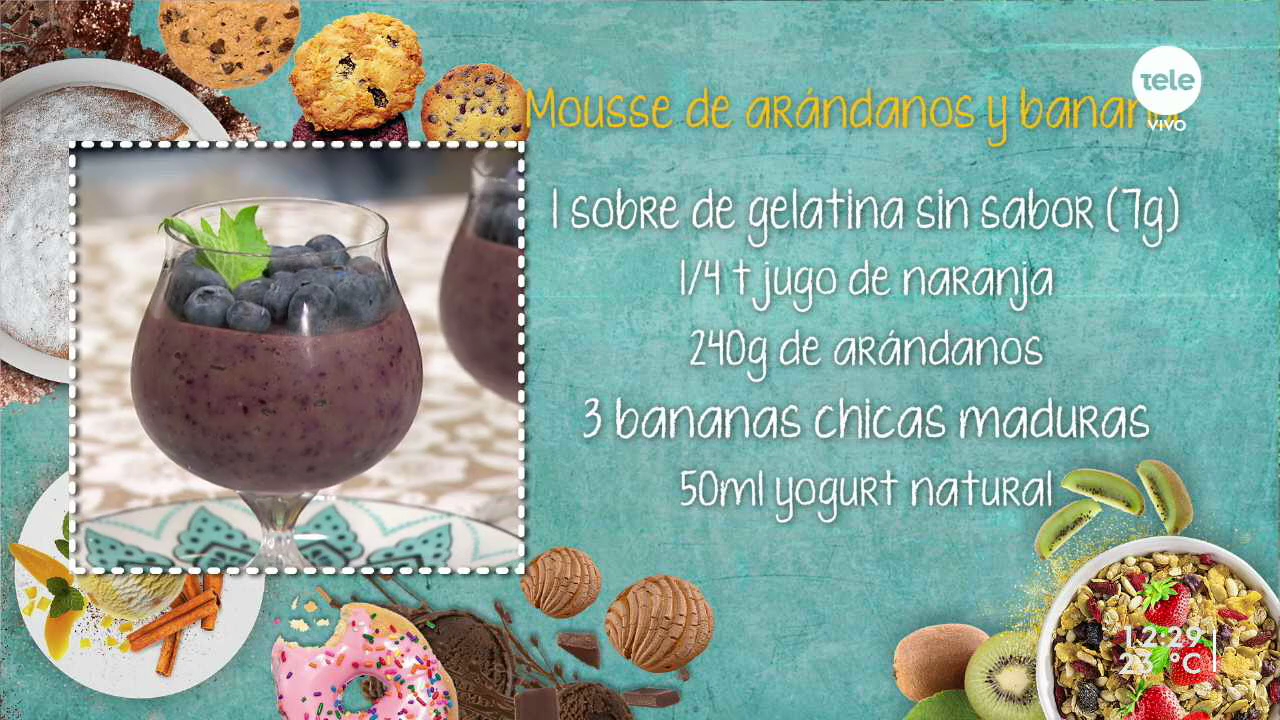 tele
VIVO
Mousse de arándanos y banana
1 sobre de gelatina sin sabor (7g)
1/4 t jugo de naranja
240g de arándanos
3 bananas chicas maduras
50ml yogurt natural
12:29
23 °C